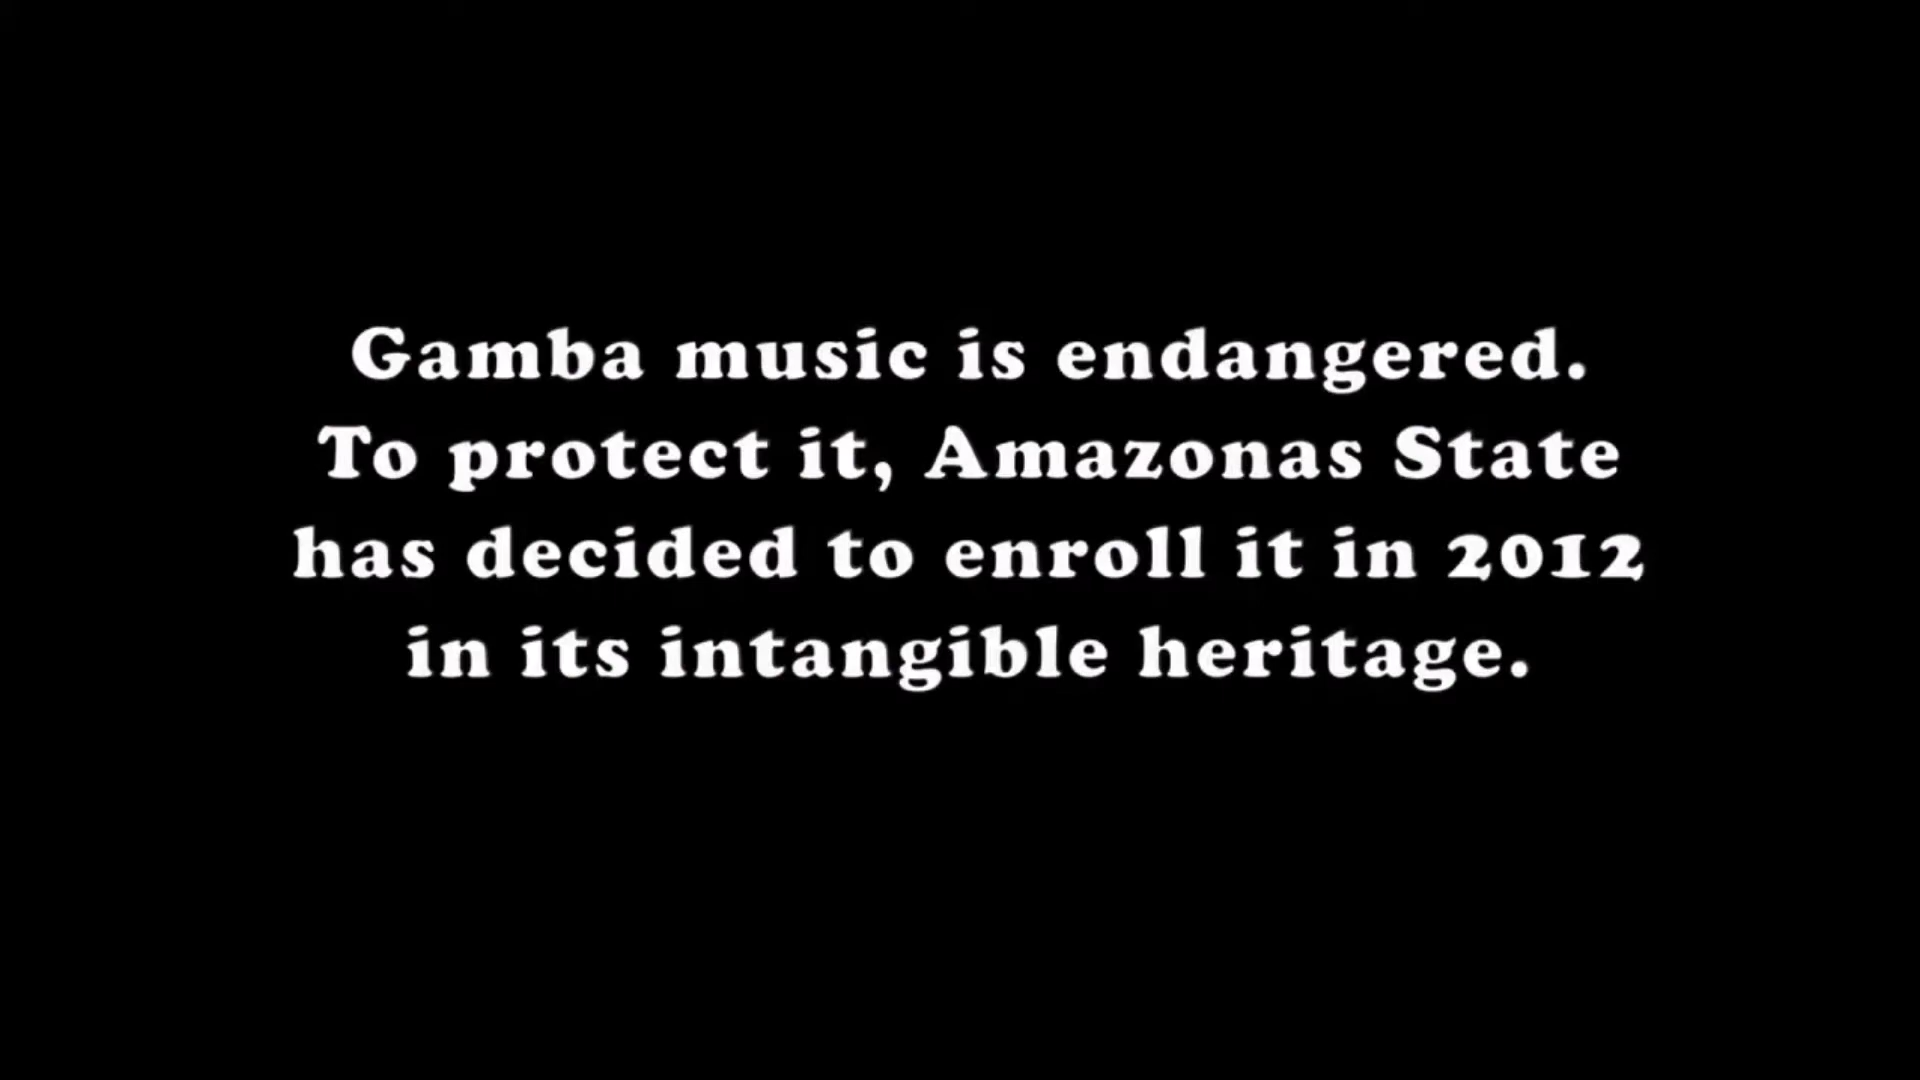 Gamba music is endangered.
To protect it, Amazonas State
has decided to enroll it in 2012
in its intangible heritage.